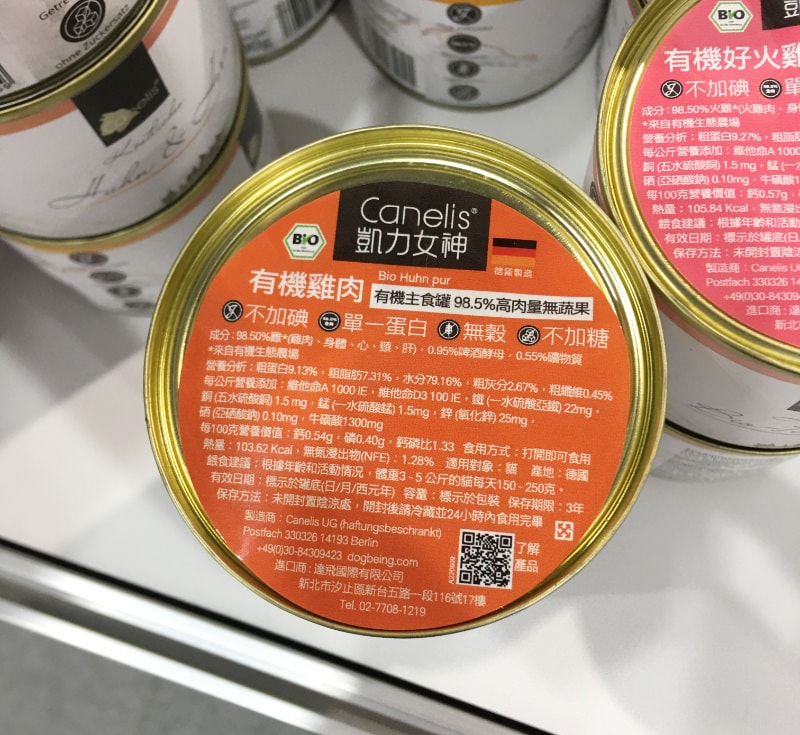 ohne Zuckersatz
Canelis
Huhn &
BIO
Canelis®
凱力女神
德國製造
Bio Huhn pur
有機雞肉 有機主食罐 98.5%高肉量無蔬果
不加碘 單一蛋白 無穀 不加糖
成分：98.50%雞*(雞肉、身體、心、頸、肝)，0.95%啤酒酵母，0.55%礦物質
*來自有機生態農場
營養分析：粗蛋白9.13%，粗脂肪7.31%，水分79.16%，粗灰分2.67%，粗纖維0.45%
每公斤營養添加：維他命A 1000 IE，維他命D3 100 IE，鐵 (一水硫酸亞鐵) 22mg，
銅 (五水硫酸銅) 1.5 mg，錳 (一水硫酸錳) 1.5mg，鋅 (氧化鋅) 25mg，
硒 (亞硒酸鈉) 0.10mg，牛磺酸1300mg
每100克營養價值：鈣0.54g，磷0.40g，鈣磷比1.33 食用方式：打開即可食用
熱量：103.62 Kcal，無氮浸出物(NFE)：1.28% 適用對象：貓 產地：德國
餵食建議：根據年齡和活動情況，體重3 - 5 公斤的貓每天150 - 250克。
有效日期：標示於罐底(日/月/西元年) 容量：標示於包裝 保存期限：3年
保存方法：未開封置陰涼處，開封後請冷藏並24小時內食用完畢
製造商：Canelis UG (haftungsbeschrankt)
Postfach 330326 14193 Berlin
+49(0)30-84309423 dogbeing.com
進口商：達飛國際有限公司
新北市汐止區新台五路一段116號17樓
Tel. 02-7708-1219
了解
產品
BIO
有機好火雞
不加碘 單
成分：98.50%火雞*(火雞肉、身
*來自有機生態農場
營養分析：粗蛋白9.27%，粗脂肪
每公斤營養添加：維他命A 1000
銅 (五水硫酸銅) 1.5 mg，錳 (一
硒 (亞硒酸鈉) 0.10mg，牛磺酸1
每100克營養價值：鈣0.57g，
熱量：105.84 Kcal，無氮浸出
餵食建議：根據年齡和活動
有效日期：標示於罐底(日
保存方法：未開封置陰
製造商：Canelis U
Postfach 330326 1
+49(0)30-84309
進口商：達
新北